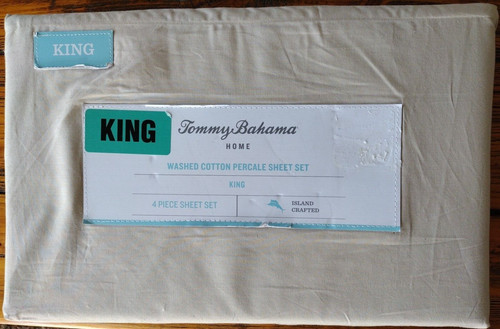 KING
KING
Tommy Bahama
HOME
WASHED COTTON PERCALE SHEET SET
KING
4 PIECE SHEET SET
ISLAND
CRAFTED